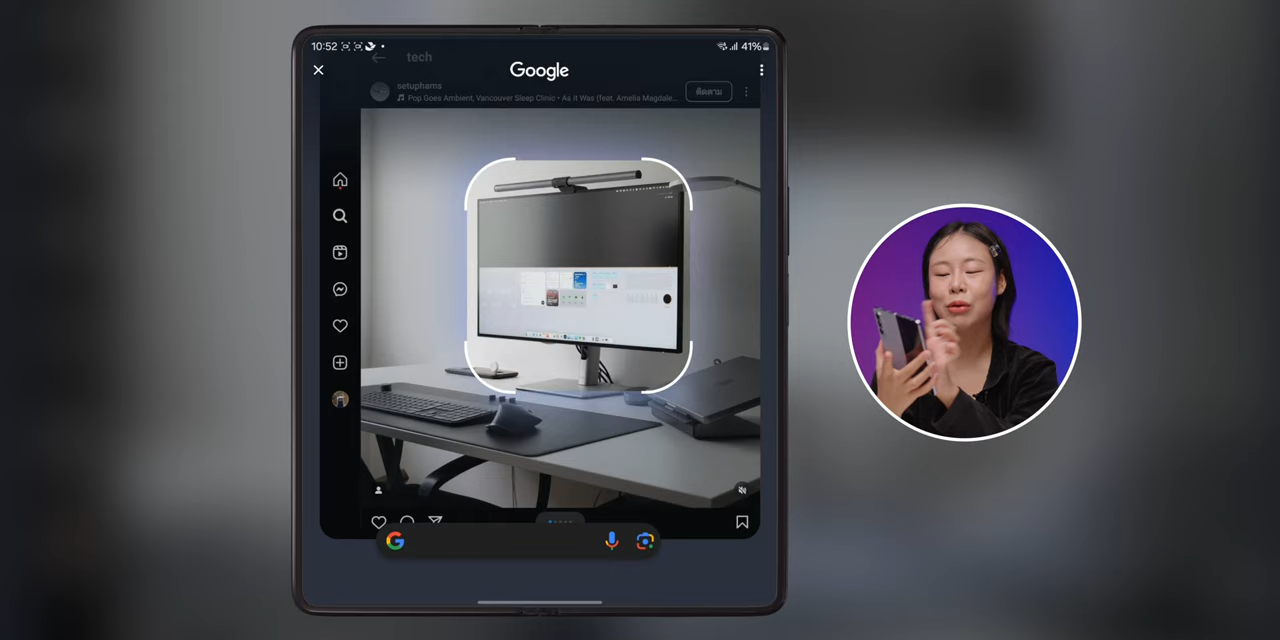 10:52
41%
tech
Google
setuphams
Pop Goes Ambient, Vancouver Sleep Clinic • As It Was (feat. Amelia Magdale...
ติดตาม